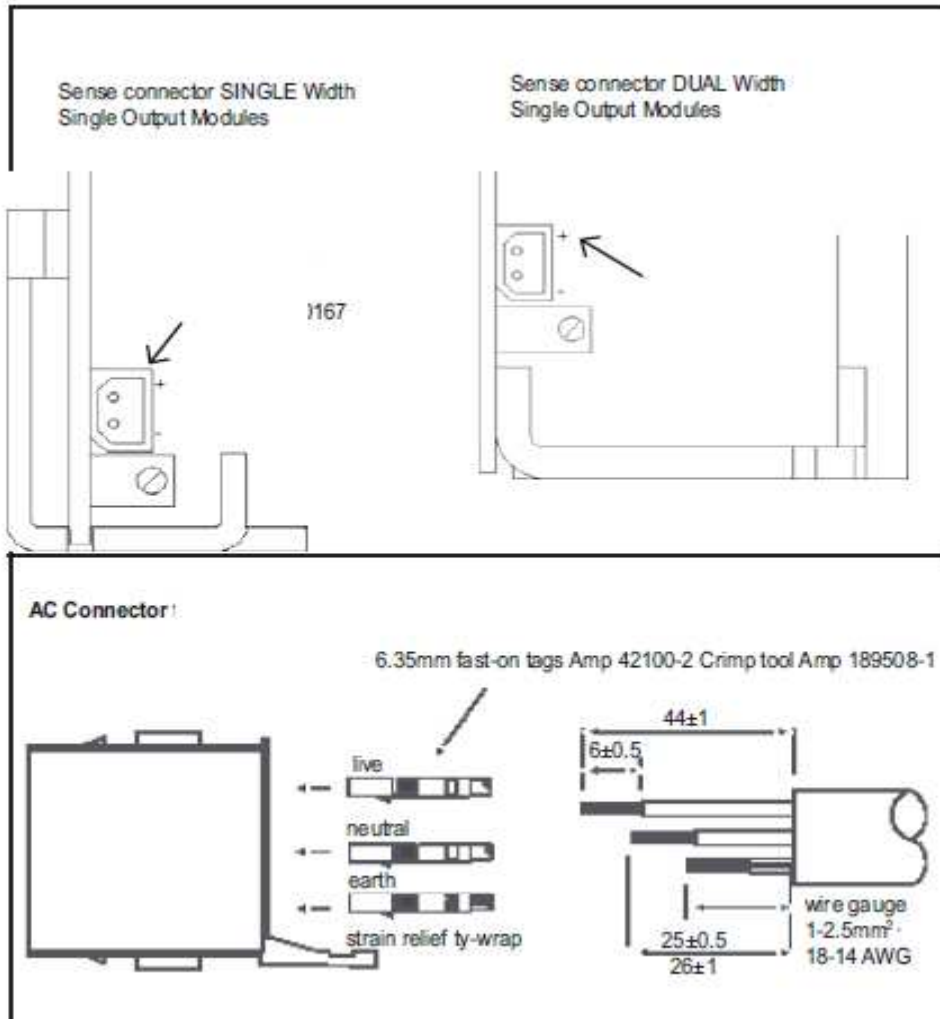 Sense connector SINGLE Width
Single Output Modules
Sense connector DUAL Width
Single Output Modules
+
-
0167
+
-
AC Connector
6.35mm fast-on tags Amp 42100-2 Crimp tool Amp 189508-1
44±1
6±0.5
live
neutral
earth
strain relief ty-wrap
25±0.5
26±1
wire gauge
1-2.5mm²
18-14 AWG